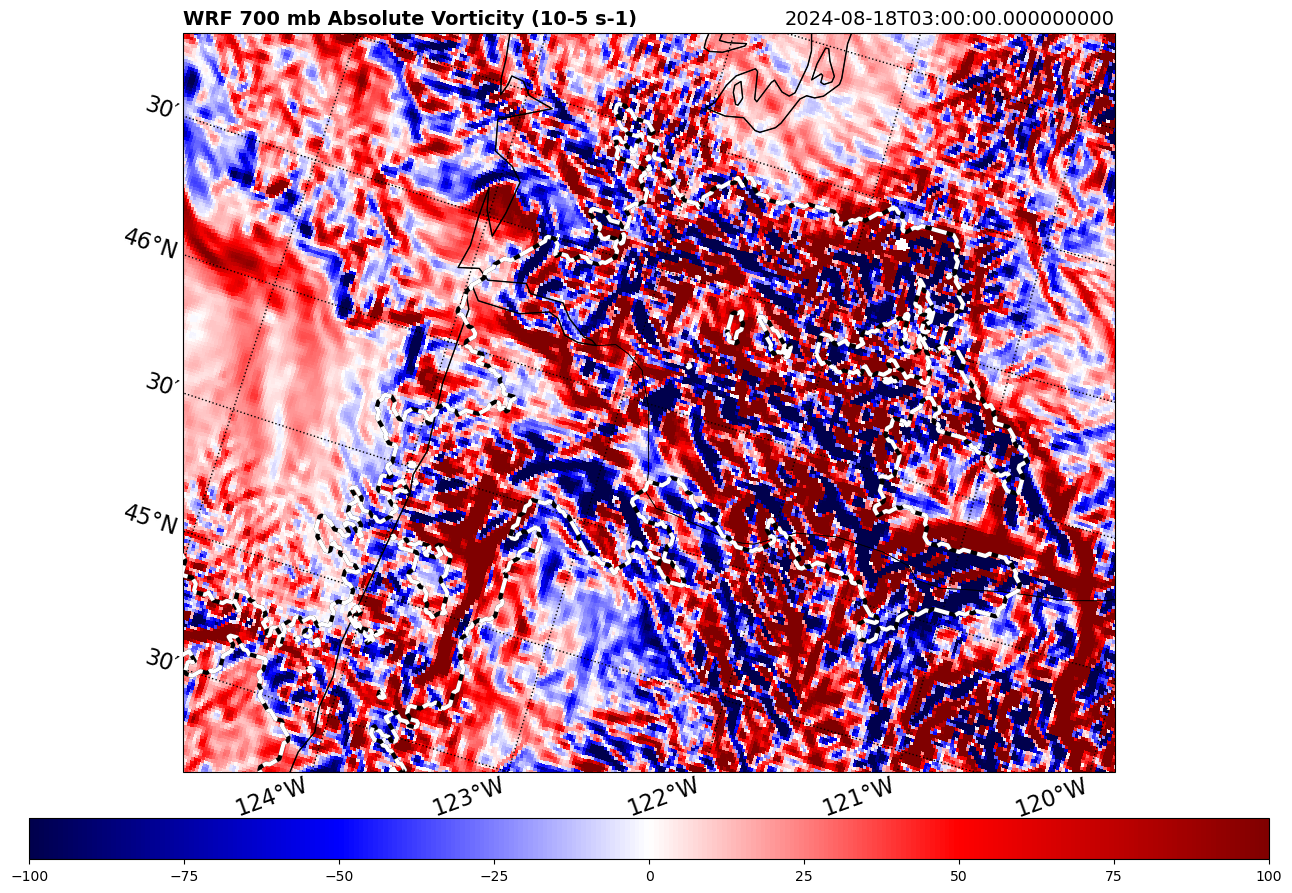 WRF 700 mb Absolute Vorticity (10-5 s-1) 2024-08-18T03:00:00.000000000
30′
46°N
30′
45°N
30′
124°W 123°W 122°W 121°W 120°W
−100 −75 −50 −25 0 25 50 75 100